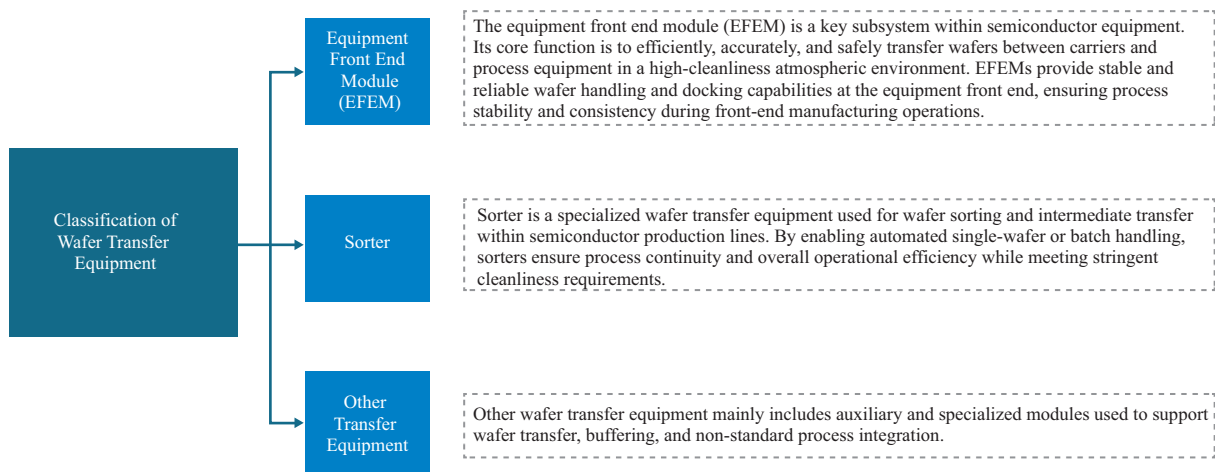 Classification of
Wafer Transfer
Equipment
Equipment
Front End
Module
(EFEM)
The equipment front end module (EFEM) is a key subsystem within semiconductor equipment.
Its core function is to efficiently, accurately, and safely transfer wafers between carriers and
process equipment in a high-cleanliness atmospheric environment. EFEMs provide stable and
reliable wafer handling and docking capabilities at the equipment front end, ensuring process
stability and consistency during front-end manufacturing operations.
Sorter
Sorter is a specialized wafer transfer equipment used for wafer sorting and intermediate transfer
within semiconductor production lines. By enabling automated single-wafer or batch handling,
sorters ensure process continuity and overall operational efficiency while meeting stringent
cleanliness requirements.
Other
Transfer
Equipment
Other wafer transfer equipment mainly includes auxiliary and specialized modules used to support
wafer transfer, buffering, and non-standard process integration.